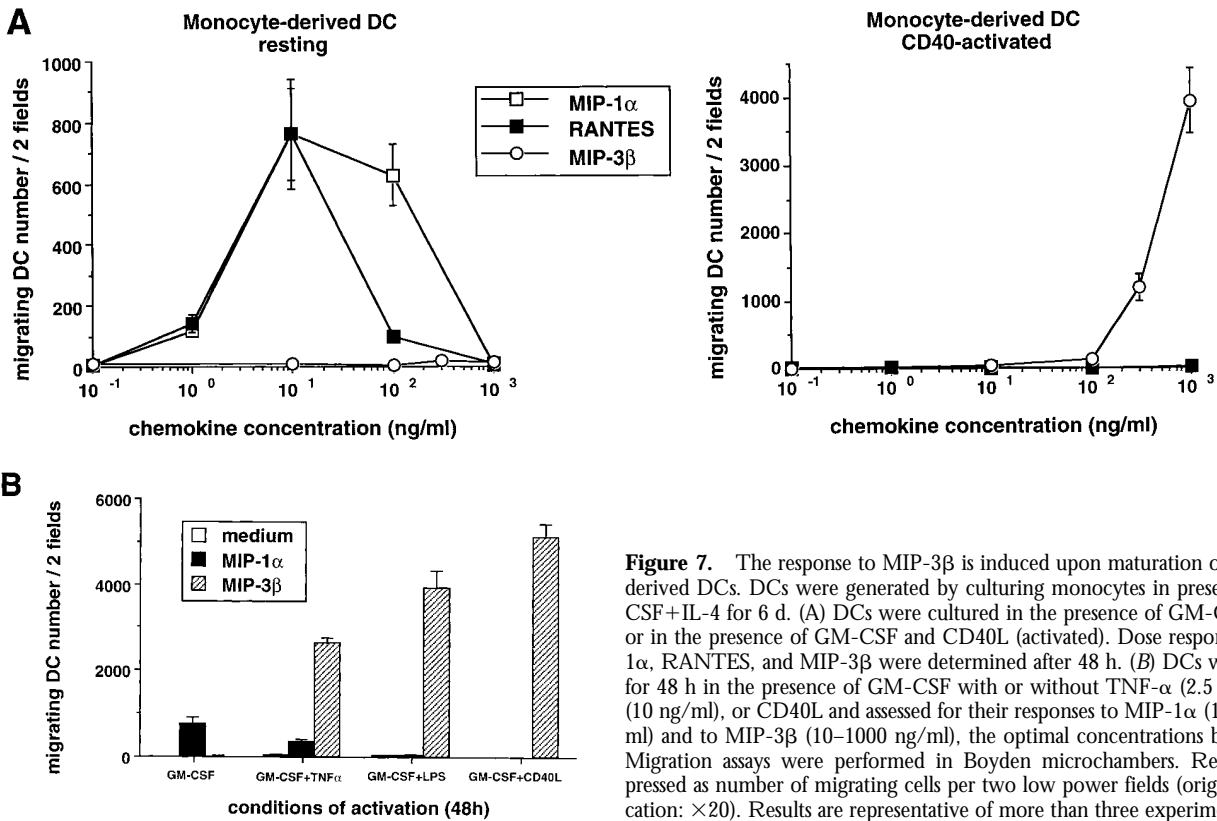 A
Monocyte-derived DC
resting
migrating DC number / 2 fields
1000
800
600
400
200
0
10 -1
10 0
10 1
10 2
10 3
chemokine concentration (ng/ml)
MIP-1α
RANTES
MIP-3β
Monocyte-derived DC
CD40-activated
migrating DC number / 2 fields
4000
3000
2000
1000
0
10 -1
10 0
10 1
10 2
10 3
chemokine concentration (ng/ml)
B
migrating DC number / 2 fields
6000
4000
2000
0
medium
MIP-1α
MIP-3β
GM-CSF
GM-CSF+TNFα
GM-CSF+LPS
GM-CSF+CD40L
conditions of activation (48h)
Figure 7. The response to MIP-3β is induced upon maturation o
derived DCs. DCs were generated by culturing monocytes in prese
CSF+IL-4 for 6 d. (A) DCs were cultured in the presence of GM-C
or in the presence of GM-CSF and CD40L (activated). Dose respon
1α, RANTES, and MIP-3β were determined after 48 h. (B) DCs w
for 48 h in the presence of GM-CSF with or without TNF-α (2.5
(10 ng/ml), or CD40L and assessed for their responses to MIP-1α (1
ml) and to MIP-3β (10–1000 ng/ml), the optimal concentrations b
Migration assays were performed in Boyden microchambers. Re
pressed as number of migrating cells per two low power fields (orig
cation: ×20). Results are representative of more than three experim